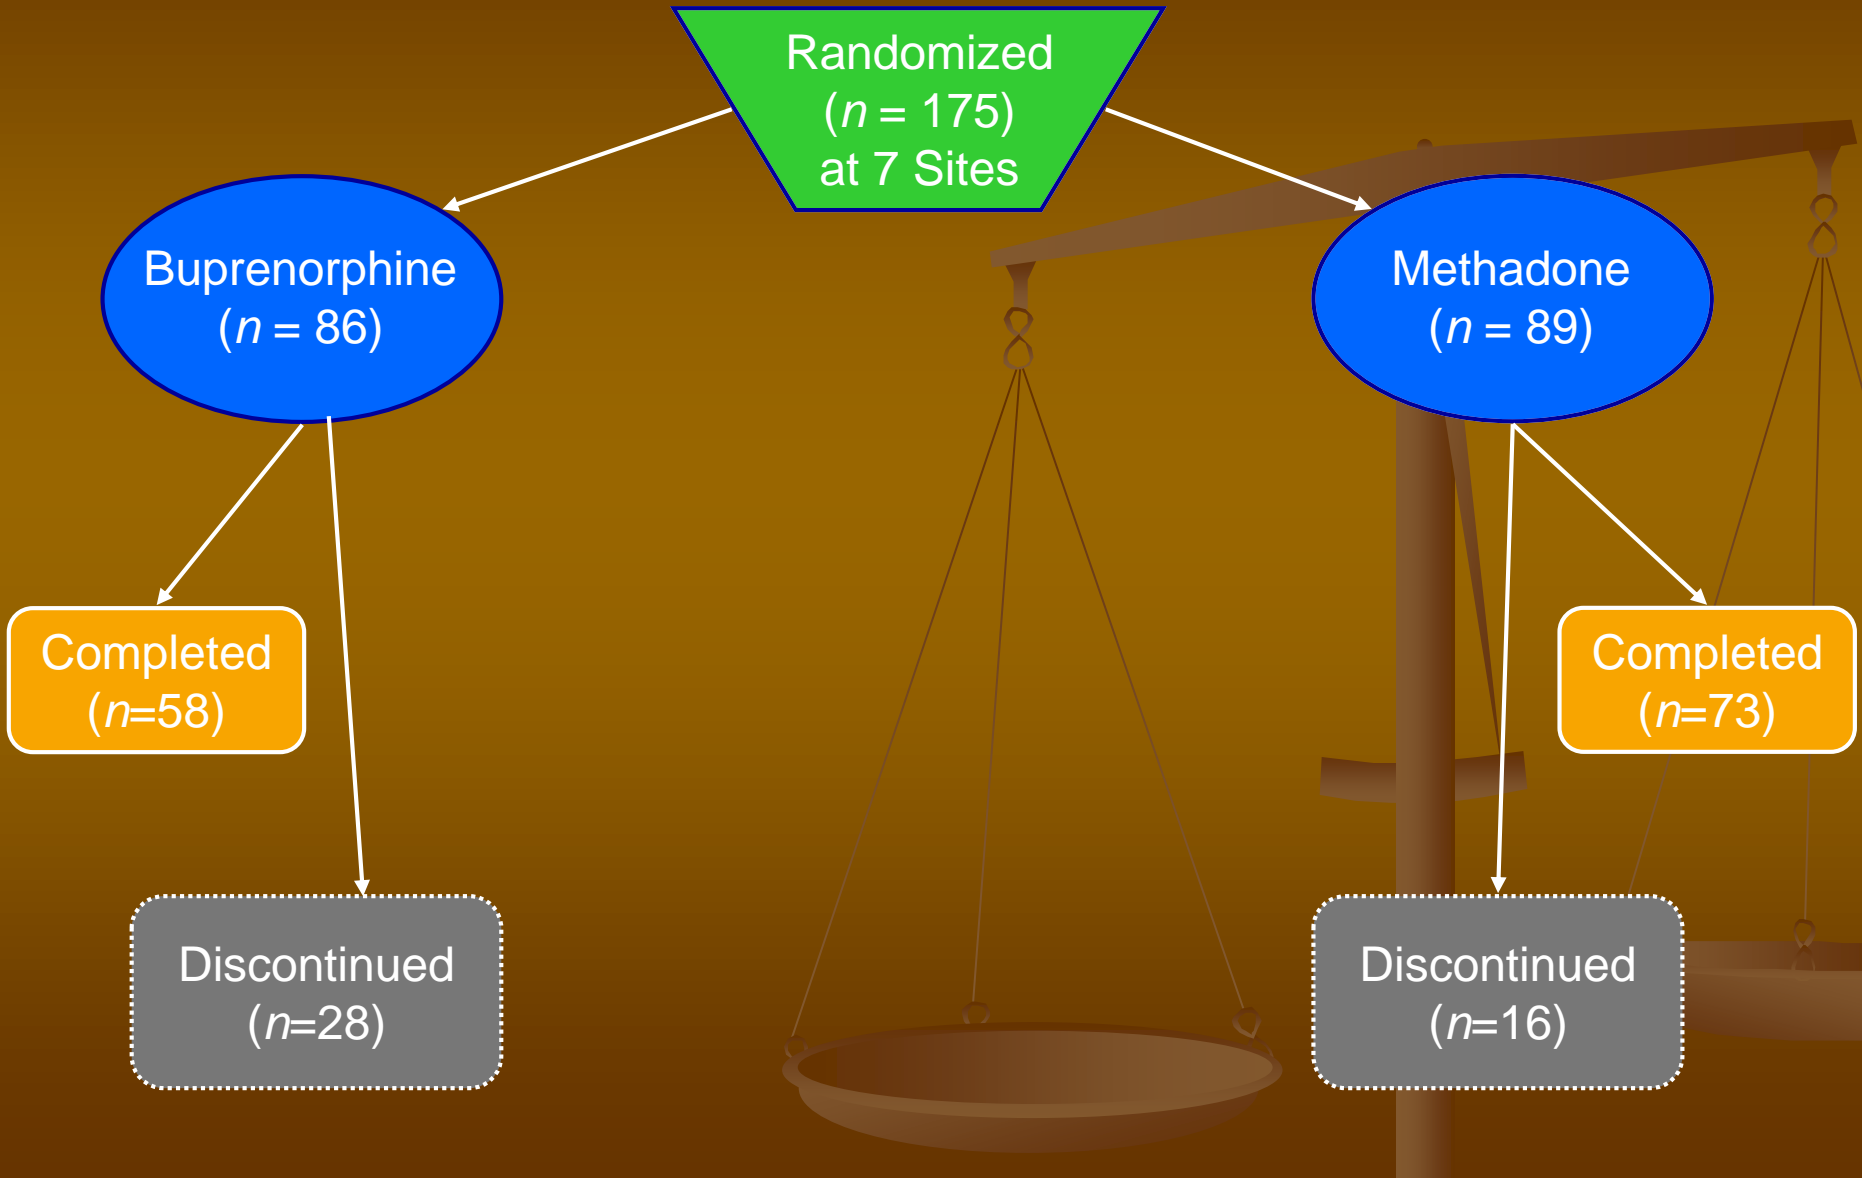 Randomized
(n = 175)
at 7 Sites
Buprenorphine
(n = 86)
Methadone
(n = 89)
Completed
(n=58)
Completed
(n=73)
Discontinued
(n=28)
Discontinued
(n=16)